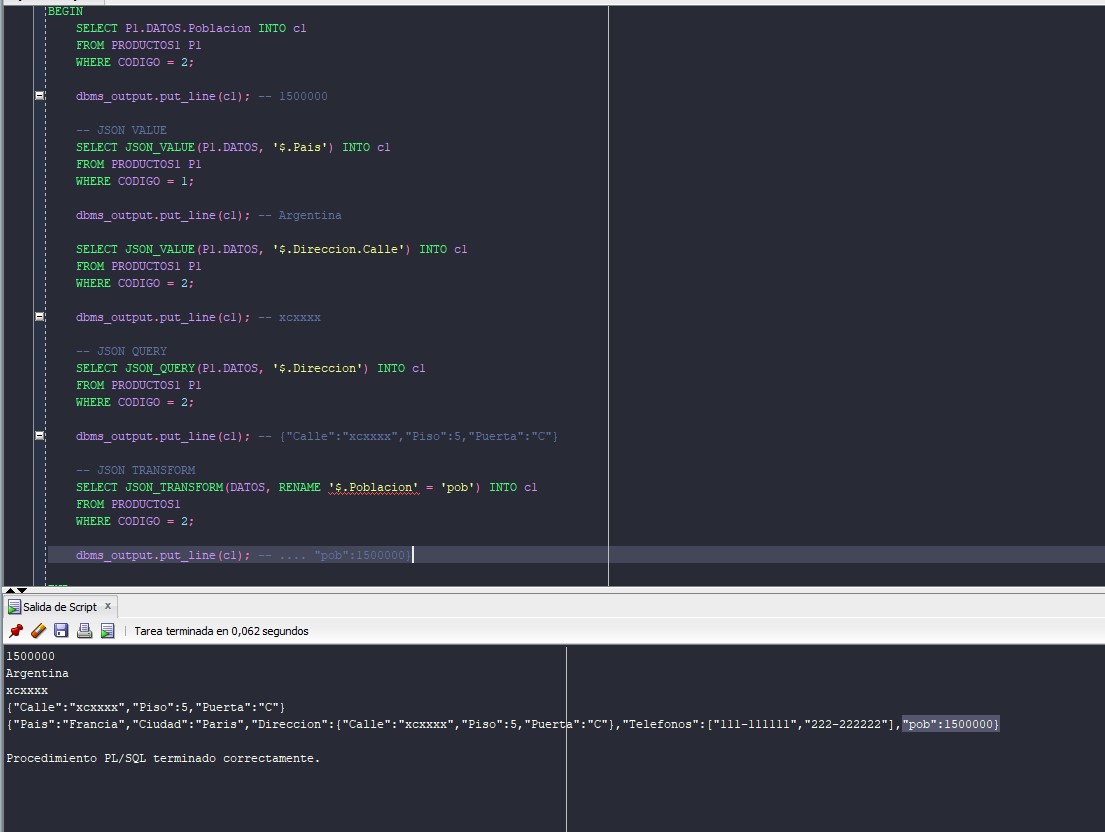 BEGIN
SELECT P1.DATOS.Poblacion INTO c1
FROM PRODUCTOS1 P1
WHERE CODIGO = 2;
dbms_output.put_line(c1); -- 1500000
-- JSON VALUE
SELECT JSON_VALUE(P1.DATOS, '$.Pais') INTO c1
FROM PRODUCTOS1 P1
WHERE CODIGO = 1;
dbms_output.put_line(c1); -- Argentina
SELECT JSON_VALUE(P1.DATOS, '$.Direccion.Calle') INTO c1
FROM PRODUCTOS1 P1
WHERE CODIGO = 2;
dbms_output.put_line(c1); -- xcxxxx
-- JSON QUERY
SELECT JSON_QUERY(P1.DATOS, '$.Direccion') INTO c1
FROM PRODUCTOS1 P1
WHERE CODIGO = 2;
dbms_output.put_line(c1); -- {"Calle":"xcxxxx","Piso":5,"Puerta":"C"}
-- JSON TRANSFORM
SELECT JSON_TRANSFORM(DATOS, RENAME '$.Poblacion' = 'pob') INTO c1
FROM PRODUCTOS1
WHERE CODIGO = 2;
dbms_output.put_line(c1); -- .... "pob":1500000}
Salida de Script x
Tarea terminada en 0,062 segundos
1500000
Argentina
xcxxxx
{"Calle":"xcxxxx","Piso":5,"Puerta":"C"}
{"Pais":"Francia","Ciudad":"Paris","Direccion":{"Calle":"xcxxxx","Piso":5,"Puerta":"C"},"Telefonos":["111-111111","222-222222"],"pob":1500000}
Procedimiento PL/SQL terminado correctamente.